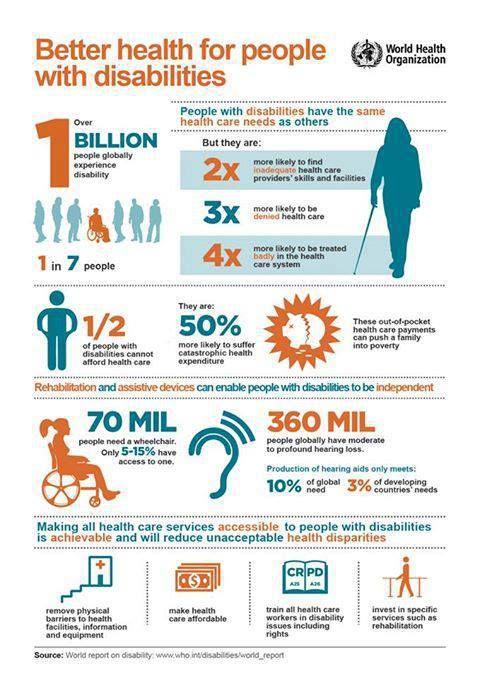 Better health for people
with disabilities
World Health
Organization
Over
1 BILLION
people globally
experience
disability
1 in 7 people
People with disabilities have the same
health care needs as others
But they are:
2x
more likely to find
inadequate health care
providers' skills and facilities
3x
more likely to be
denied health care
4x
more likely to be treated
badly in the health
care system
1/2
of people with
disabilities cannot
afford health care
They are:
50%
more likely to suffer
catastrophic health
expenditure
These out-of-pocket
health care payments
can push a family
into poverty
Rehabilitation and assistive devices can enable people with disabilities to be independent
70 MIL
people need a wheelchair.
Only 5-15% have
access to one.
360 MIL
people globally have moderate
to profound hearing loss.
Production of hearing aids only meets:
10% of global
need
3% of developing
countries' needs
Making all health care services accessible to people with disabilities
is achievable and will reduce unacceptable health disparities
remove physical
barriers to health
facilities, information
and equipment
$
make health
care affordable
CRPD
A25 A26
train all health care
workers in disability
issues including
rights
invest in specific
services such as
rehabilitation
Source: World report on disability: www.who.int/disabilities/world_report